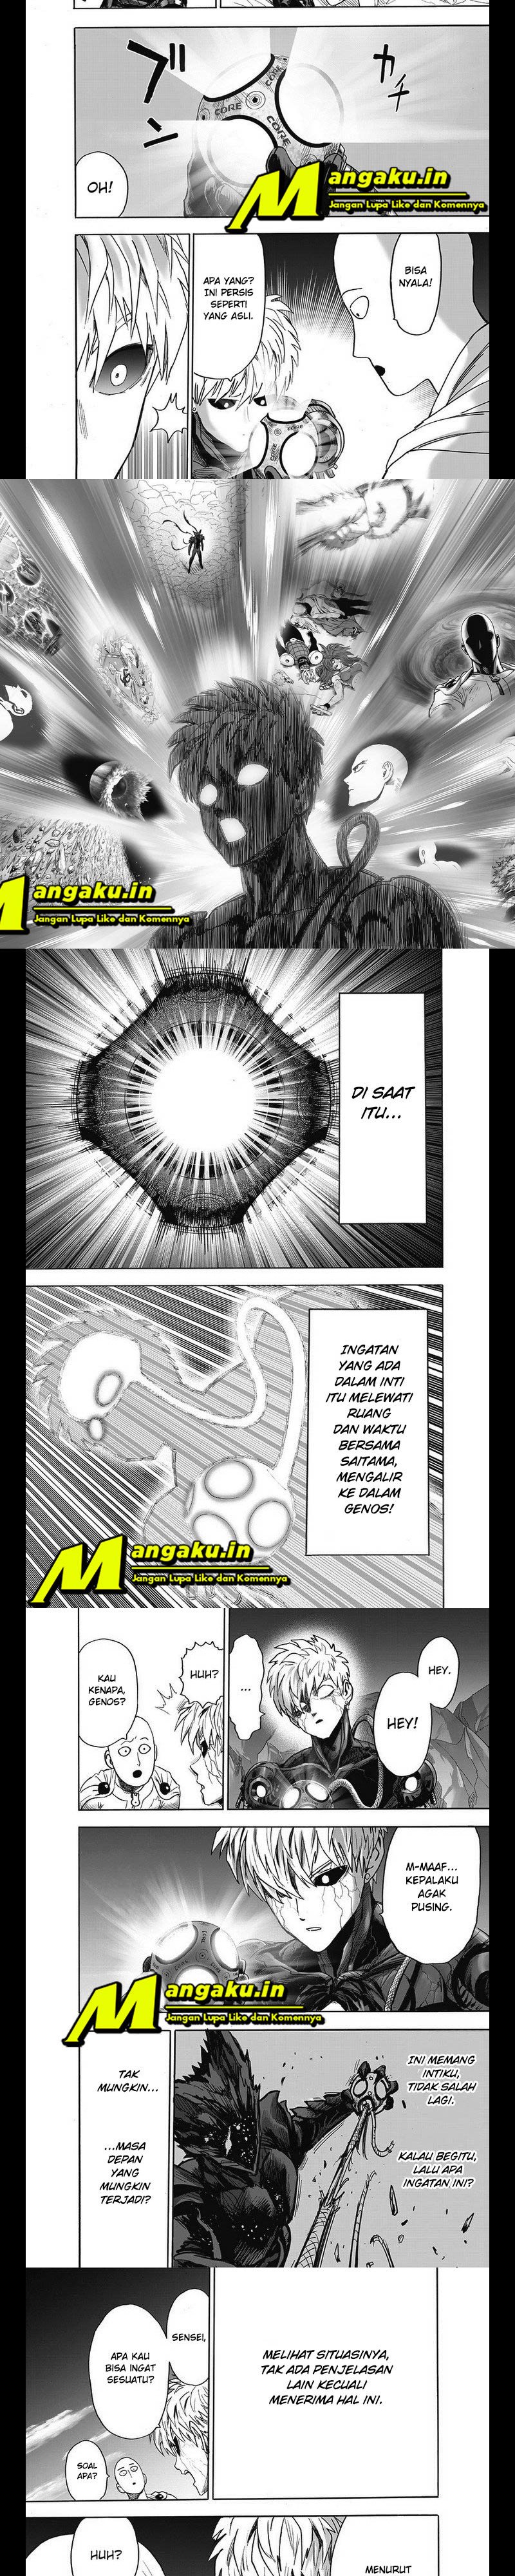 ブン
カチ
CORE
CORE
OH!
Mangaku.in
Jangan Lupa Like dan Komennya
BISA
NYALA!
APA YANG?
INI PERSIS
SEPERTI
YANG ASLI.
CORE
CORE
Mangaku.in
Jangan Lupa Like dan Komennya
DI SAAT
ITU...
INGATAN
YANG ADA
DALAM INTI
ITU MELEWATI
RUANG
DAN WAKTU
BERSAMA
SAITAMA,
MENGALIR
KE DALAM
GENOS!
Mangaku.in
Jangan Lupa Like dan Komennya
HEY.
HEY!
...
HUH?
KAU
KENAPA,
GENOS?
M-MAAF...
KEPALAKU
AGAK
PUSING.
Mangaku.in
Jangan Lupa Like dan Komennya
INI MEMANG
INTIKU,
TIDAK SALAH
LAGI.
KALAU BEGITU,
LALU APA
INGATAN INI?
TAK
MUNGKIN...
...MASA
DEPAN
YANG
MUNGKIN
TERJADI?
MELIHAT SITUASINYA,
TAK ADA PENJELASAN
LAIN KECUALI
MENERIMA HAL INI.
SENSEI,
APA KAU
BISA INGAT
SESUATU?
SOAL
APA?
HUH?
MENURUT